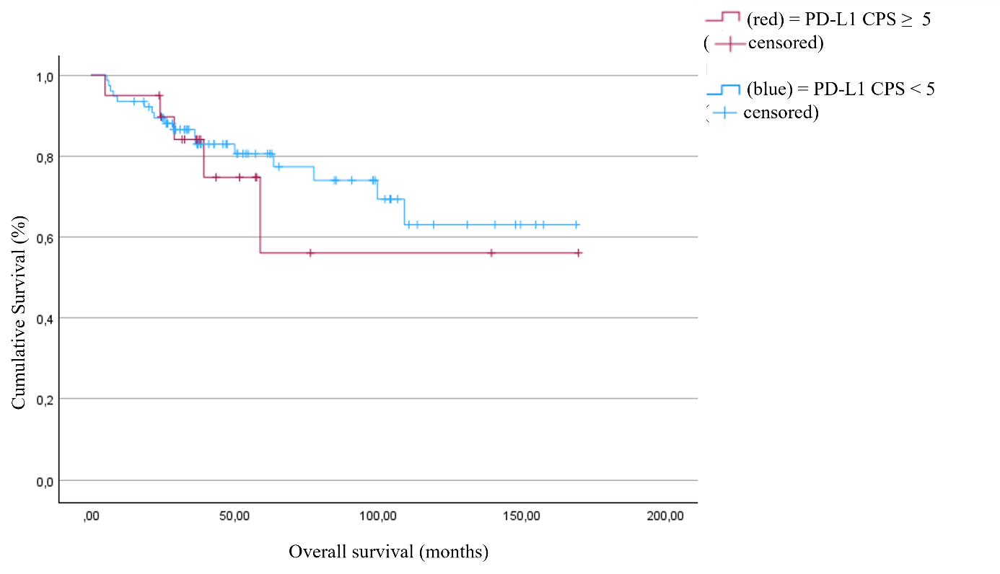 (red) = PD-L1 CPS ≥ 5
( censored)
(blue) = PD-L1 CPS < 5
( censored)
1,0
0,8
0,6
0,4
0,2
0,0
Cumulative Survival (%)
,00 50,00 100,00 150,00 200,00
Overall survival (months)